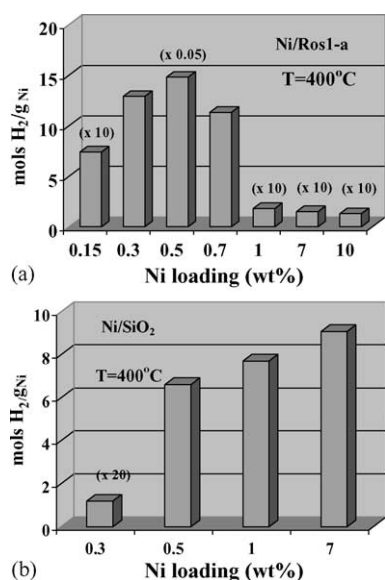 20
15
10
5
0
mols H2/gNi
Ni/Ros1-a
T=400°C
(x 10)
(x 0.05)
(x 10)
(x 10)
(x 10)
0.15 0.3 0.5 0.7 1 7 10
(a)
Ni loading (wt%)
10
8
6
4
2
0
mols H2/gNi
Ni/SiO2
T=400°C
(x 20)
0.3 0.5 1 7
(b)
Ni loading (wt%)